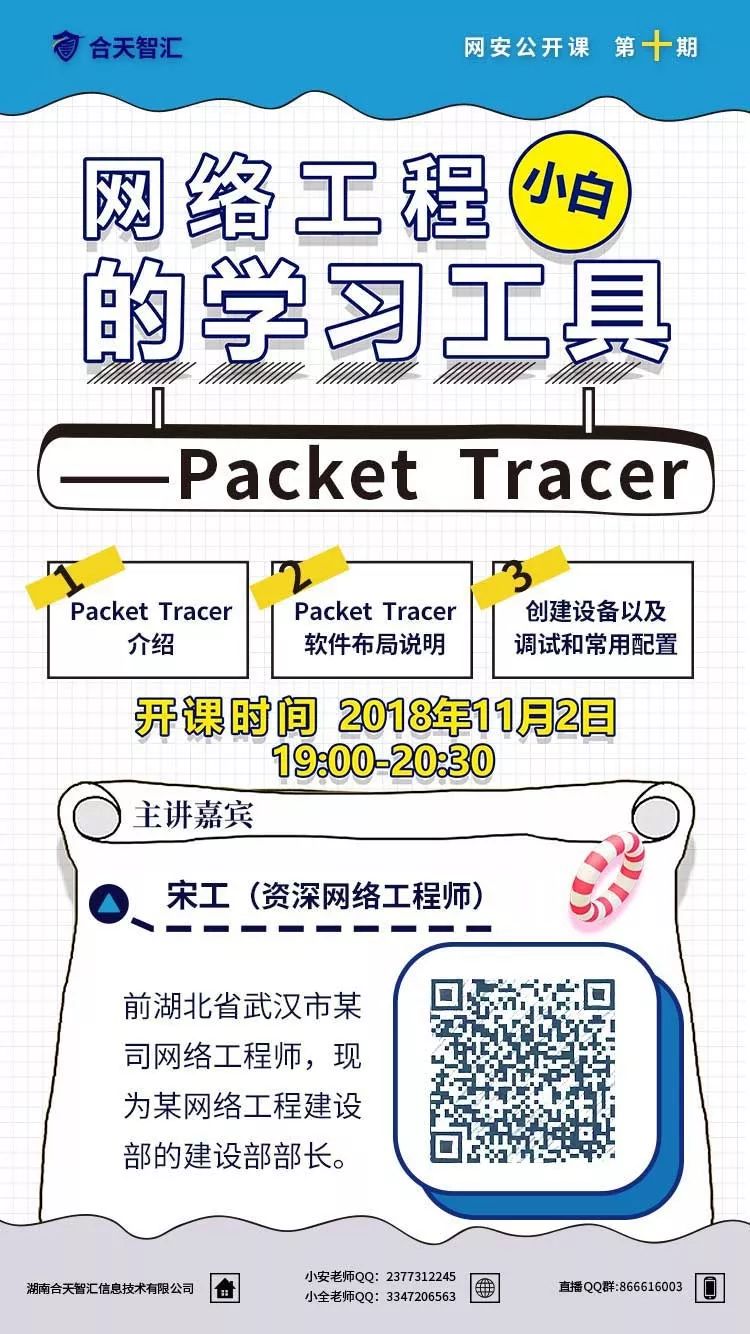 合天智汇
网安公开课 第十期
网络工程小白
的学习工具
——Packet Tracer
1
Packet Tracer
介绍
2
Packet Tracer
软件布局说明
3
创建设备以及
调试和常用配置
开课时间 2018年11月2日
19:00-20:30
主讲嘉宾
宋工（资深网络工程师）
前湖北省武汉市某
司网络工程师，现
为某网络工程建设
部的建设部部长。
湖南合天智汇信息技术有限公司
小安老师QQ：2377312245
小全老师QQ：3347206563
直播QQ群:866616003